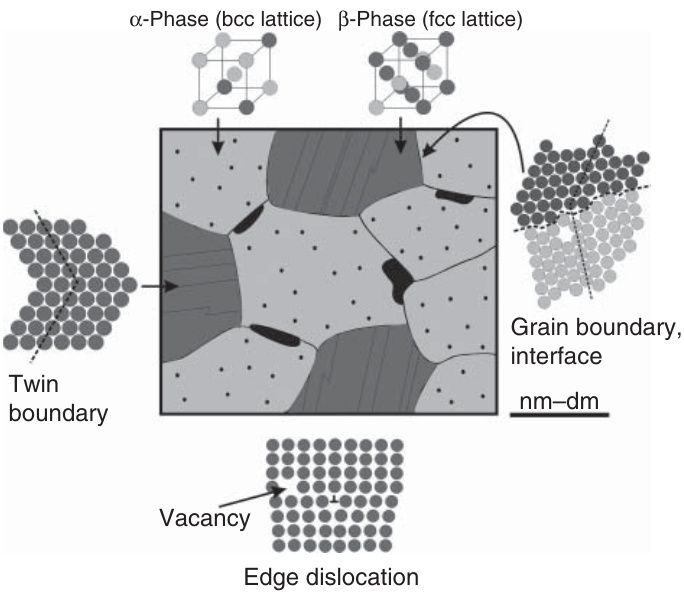 α-Phase (bcc lattice)
β-Phase (fcc lattice)
Twin
boundary
Grain boundary,
interface
nm–dm
Vacancy
Edge dislocation